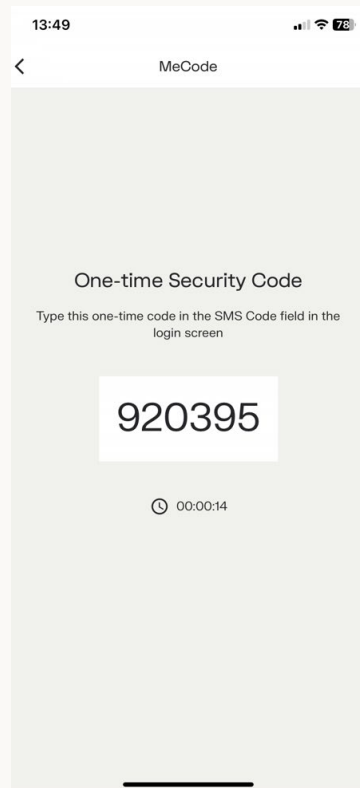 13:49
78
MeCode
One-time Security Code
Type this one-time code in the SMS Code field in the
login screen
920395
00:00:14